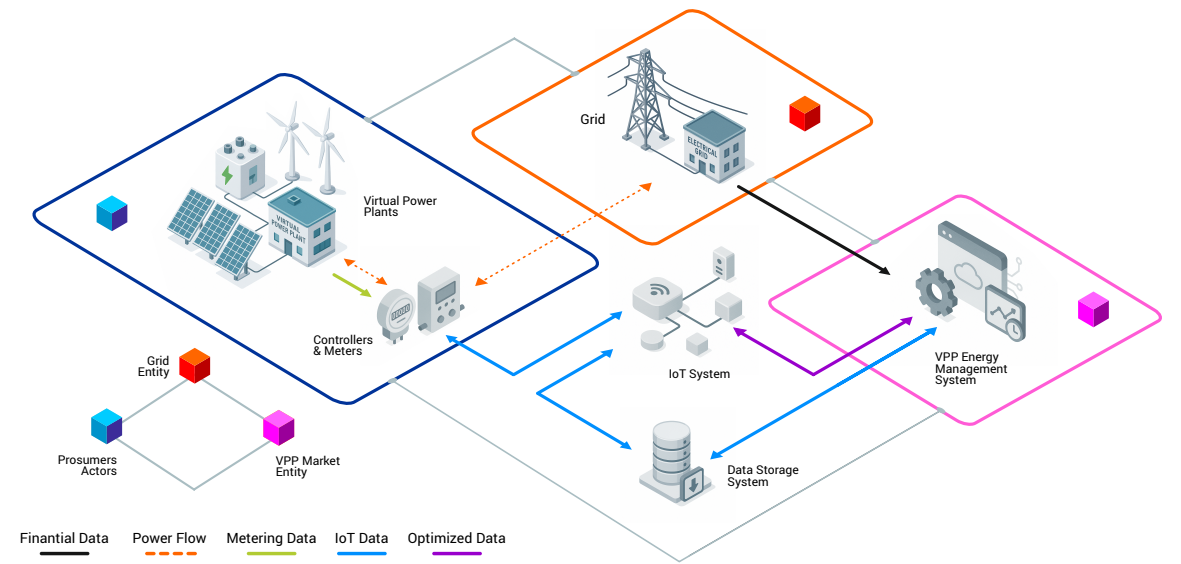 Grid
ELECTRICAL
GRID
Virtual Power
Plants
VIRTUAL
POWER PLANT
Controllers
& Meters
IoT System
VPP Energy
Management
System
Grid
Entity
Prosumers
Actors
VPP Market
Entity
Data Storage
System
Finantial Data
Power Flow
Metering Data
IoT Data
Optimized Data